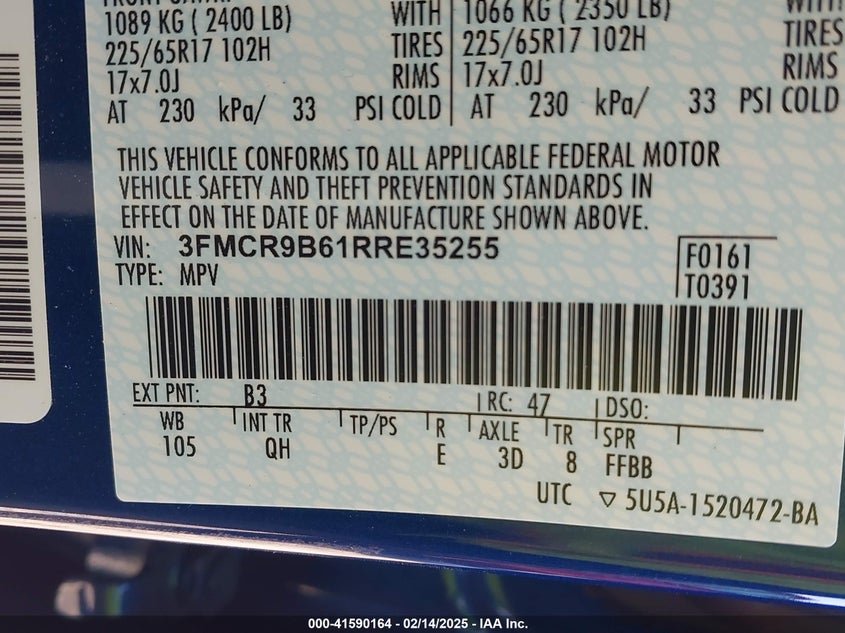 1089 KG ( 2400 LB) WITH 1066 KG ( 2350 LB)
225/65R17 102H TIRES 225/65R17 102H TIRES
17x7.0J RIMS 17x7.0J RIMS
AT 230 kPa/ 33 PSI COLD AT 230 kPa/ 33 PSI COLD
THIS VEHICLE CONFORMS TO ALL APPLICABLE FEDERAL MOTOR
VEHICLE SAFETY AND THEFT PREVENTION STANDARDS IN
EFFECT ON THE DATE OF MANUFACTURE SHOWN ABOVE.
VIN: 3FMCR9B61RRE35255 F0161
TYPE: MPV T0391
EXT PNT: B3 RC: 47 DSO:
WB INT TR TP/PS R AXLE TR SPR
105 QH E 3D 8 FFBB
UTC ▽ 5U5A-1520472-BA
000-41590164 - 02/14/2025 - IAA Inc.